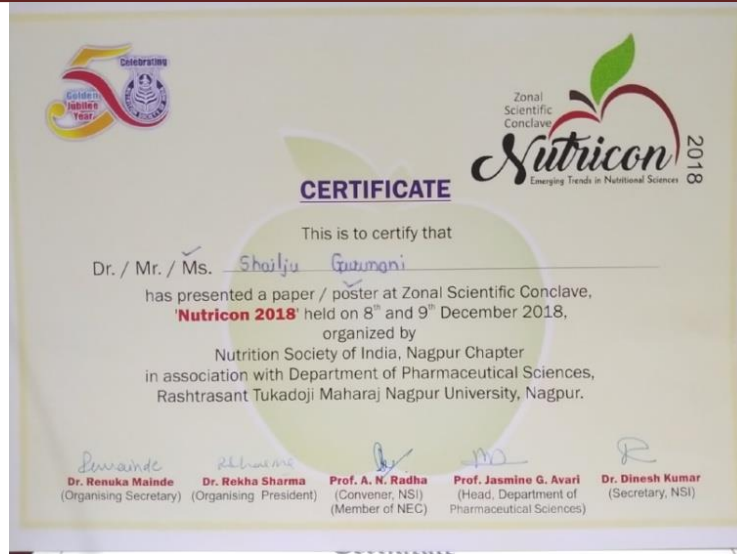 Celebrating
Golden
Jubilee
Year
Zonal
Scientific
Conclave
Nutricon
2018
Emerging Trends in Nutritional Sciences
CERTIFICATE
This is to certify that
Dr. / Mr. / Ms. Shailju Gurumani
has presented a paper / poster at Zonal Scientific Conclave,
'Nutricon 2018' held on 8th and 9th December 2018,
organized by
Nutrition Society of India, Nagpur Chapter
in association with Department of Pharmaceutical Sciences,
Rashtrasant Tukadoji Maharaj Nagpur University, Nagpur.
Dr. Renuka Mainde Dr. Rekha Sharma Prof. A. N. Radha Prof. Jasmine G. Avari Dr. Dinesh Kumar
(Organising Secretary) (Organising President) (Convener, NSI) (Head, Department of (Secretary, NSI)
(Member of NEC) Pharmaceutical Sciences)